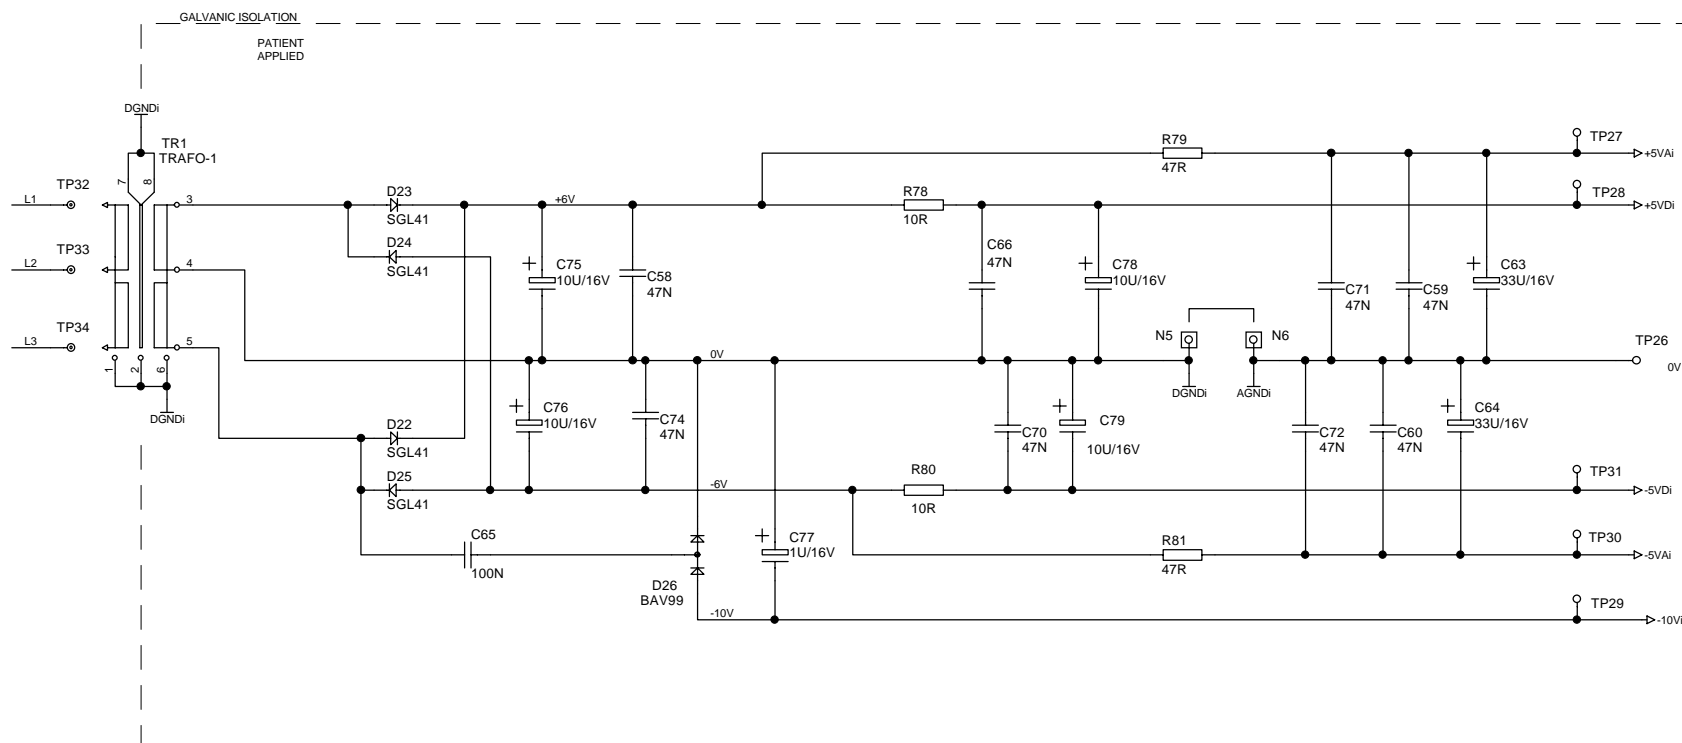 GALVANIC ISOLATION
PATIENT
APPLIED
DGNDi
TR1
TRAFO-1
7
8
TP32
L1
3
TP33
L2
4
TP34
L3
5
1
2
6
DGNDi
D23
SGL41
D24
SGL41
+6V
+
C75
10U/16V
C58
47N
R79
47R
R78
10R
C66
47N
+
C78
10U/16V
C71
47N
C59
47N
+
C63
33U/16V
TP27
+5VAi
TP28
+5VDi
N5
N6
DGNDi
AGNDi
TP26
0V
0V
+
C76
10U/16V
C74
47N
D22
SGL41
D25
SGL41
-6V
R80
10R
C70
47N
+
C79
10U/16V
C72
47N
C60
47N
+
C64
33U/16V
TP31
-5VDi
C65
100N
D26
BAV99
+
C77
1U/16V
R81
47R
TP30
-5VAi
-10V
TP29
-10Vi